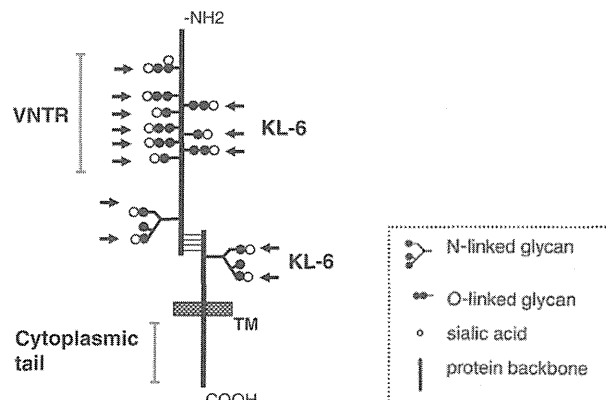 -NH2
VNTR
KL-6
KL-6
TM
Cytoplasmic
tail
COOH
N-linked glycan
O-linked glycan
sialic acid
protein backbone